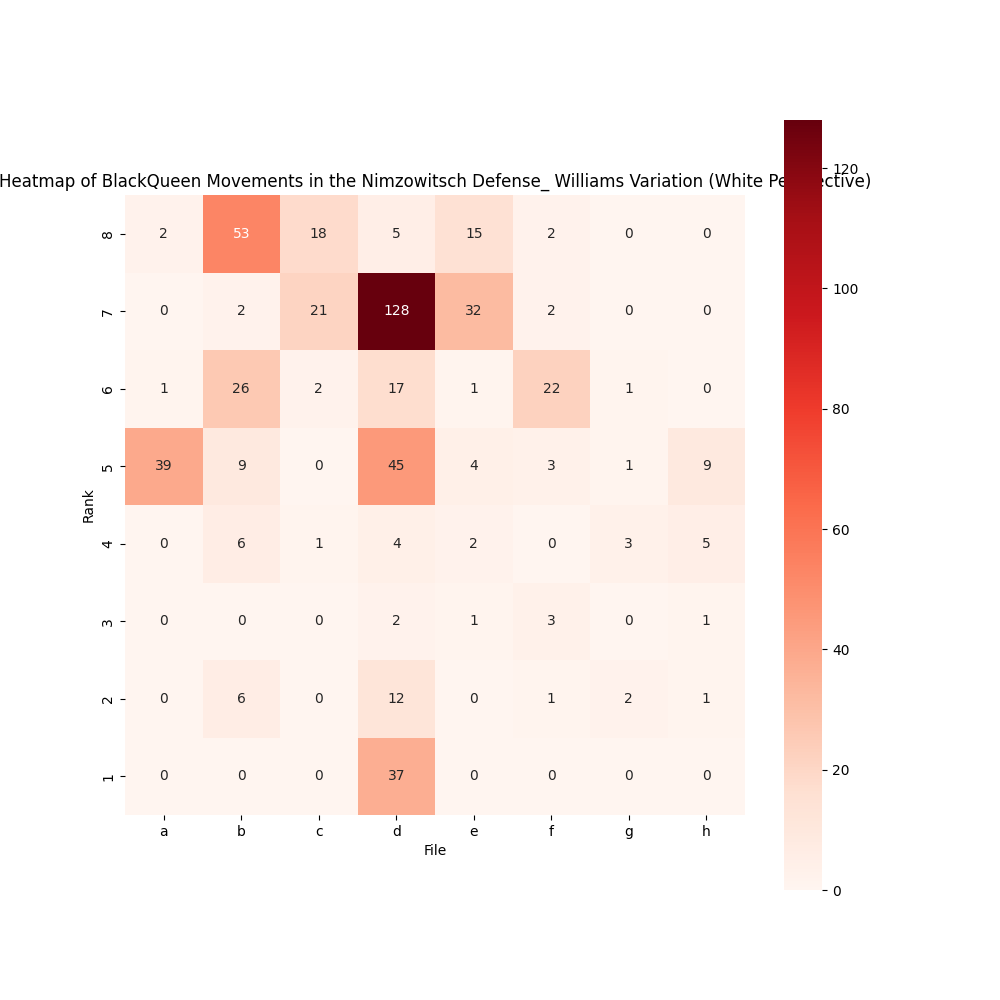 Heatmap of BlackQueen Movements in the Nimzowitsch Defense_ Williams Variation (White Pe ective)
120
100
80
60
40
20
0
8 2 53 18 5 15 2 0 0
7 0 2 21 128 32 2 0 0
6 1 26 2 17 1 22 1 0
5 39 9 0 45 4 3 1 9
Rank
4 0 6 1 4 2 0 3 5
3 0 0 0 2 1 3 0 1
2 0 6 0 12 0 1 2 1
1 0 0 0 37 0 0 0 0
a b c d e f g h
File